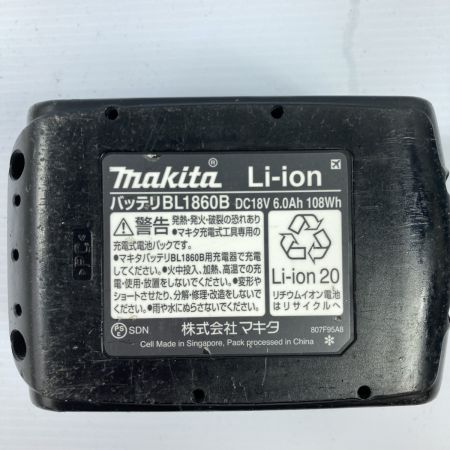 makita® Li-ion
バッテリBL1860B DC18V 6.0Ah 108Wh
警告 発熱・発火・破裂の恐れあり
●マキタ充電式工具専用の
充電式電池パックです。
●マキタバッテリBL1860B用充電器で充電
してください。●火中投入、加熱、高温での充電・
使用・放置をしないでください。●変形や
ショートさせたり、分解・修理・改造をしないで
ください。●雨や水にぬらさないでください。
Li-ion 20
リチウムイオン電池
はリサイクルへ
PS E SDN 株式会社マキタ 807F95A8
Cell Made in Singapore, Pack processed in China *